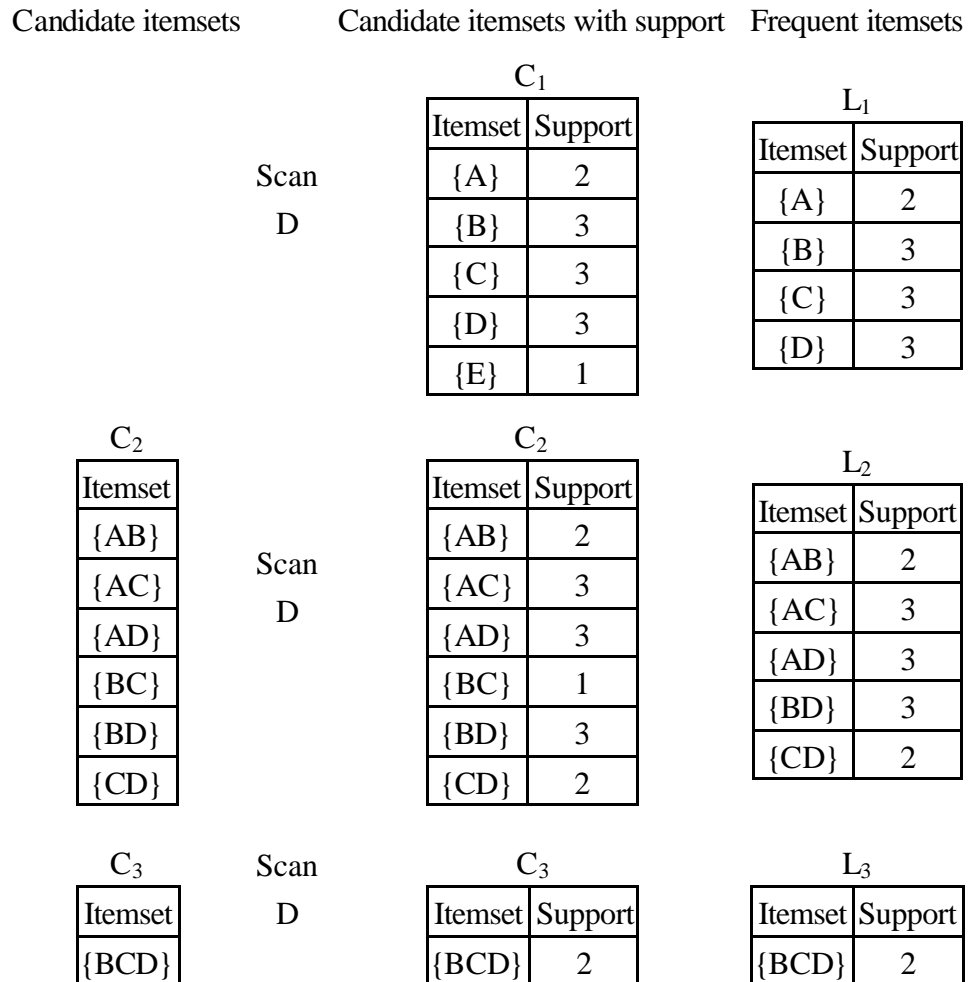 Candidate itemsets Candidate itemsets with support Frequent itemsets
C1
Itemset Support
{A} 2
{B} 3
{C} 3
{D} 3
{E} 1
Scan
D
L1
Itemset Support
{A} 2
{B} 3
{C} 3
{D} 3
C2
Itemset
{AB}
{AC}
{AD}
{BC}
{BD}
{CD}
Scan
D
C2
Itemset Support
{AB} 2
{AC} 3
{AD} 3
{BC} 1
{BD} 3
{CD} 2
L2
Itemset Support
{AB} 2
{AC} 3
{AD} 3
{BD} 3
{CD} 2
C3
Itemset
{BCD}
Scan
D
C3
Itemset Support
{BCD} 2
L3
Itemset Support
{BCD} 2